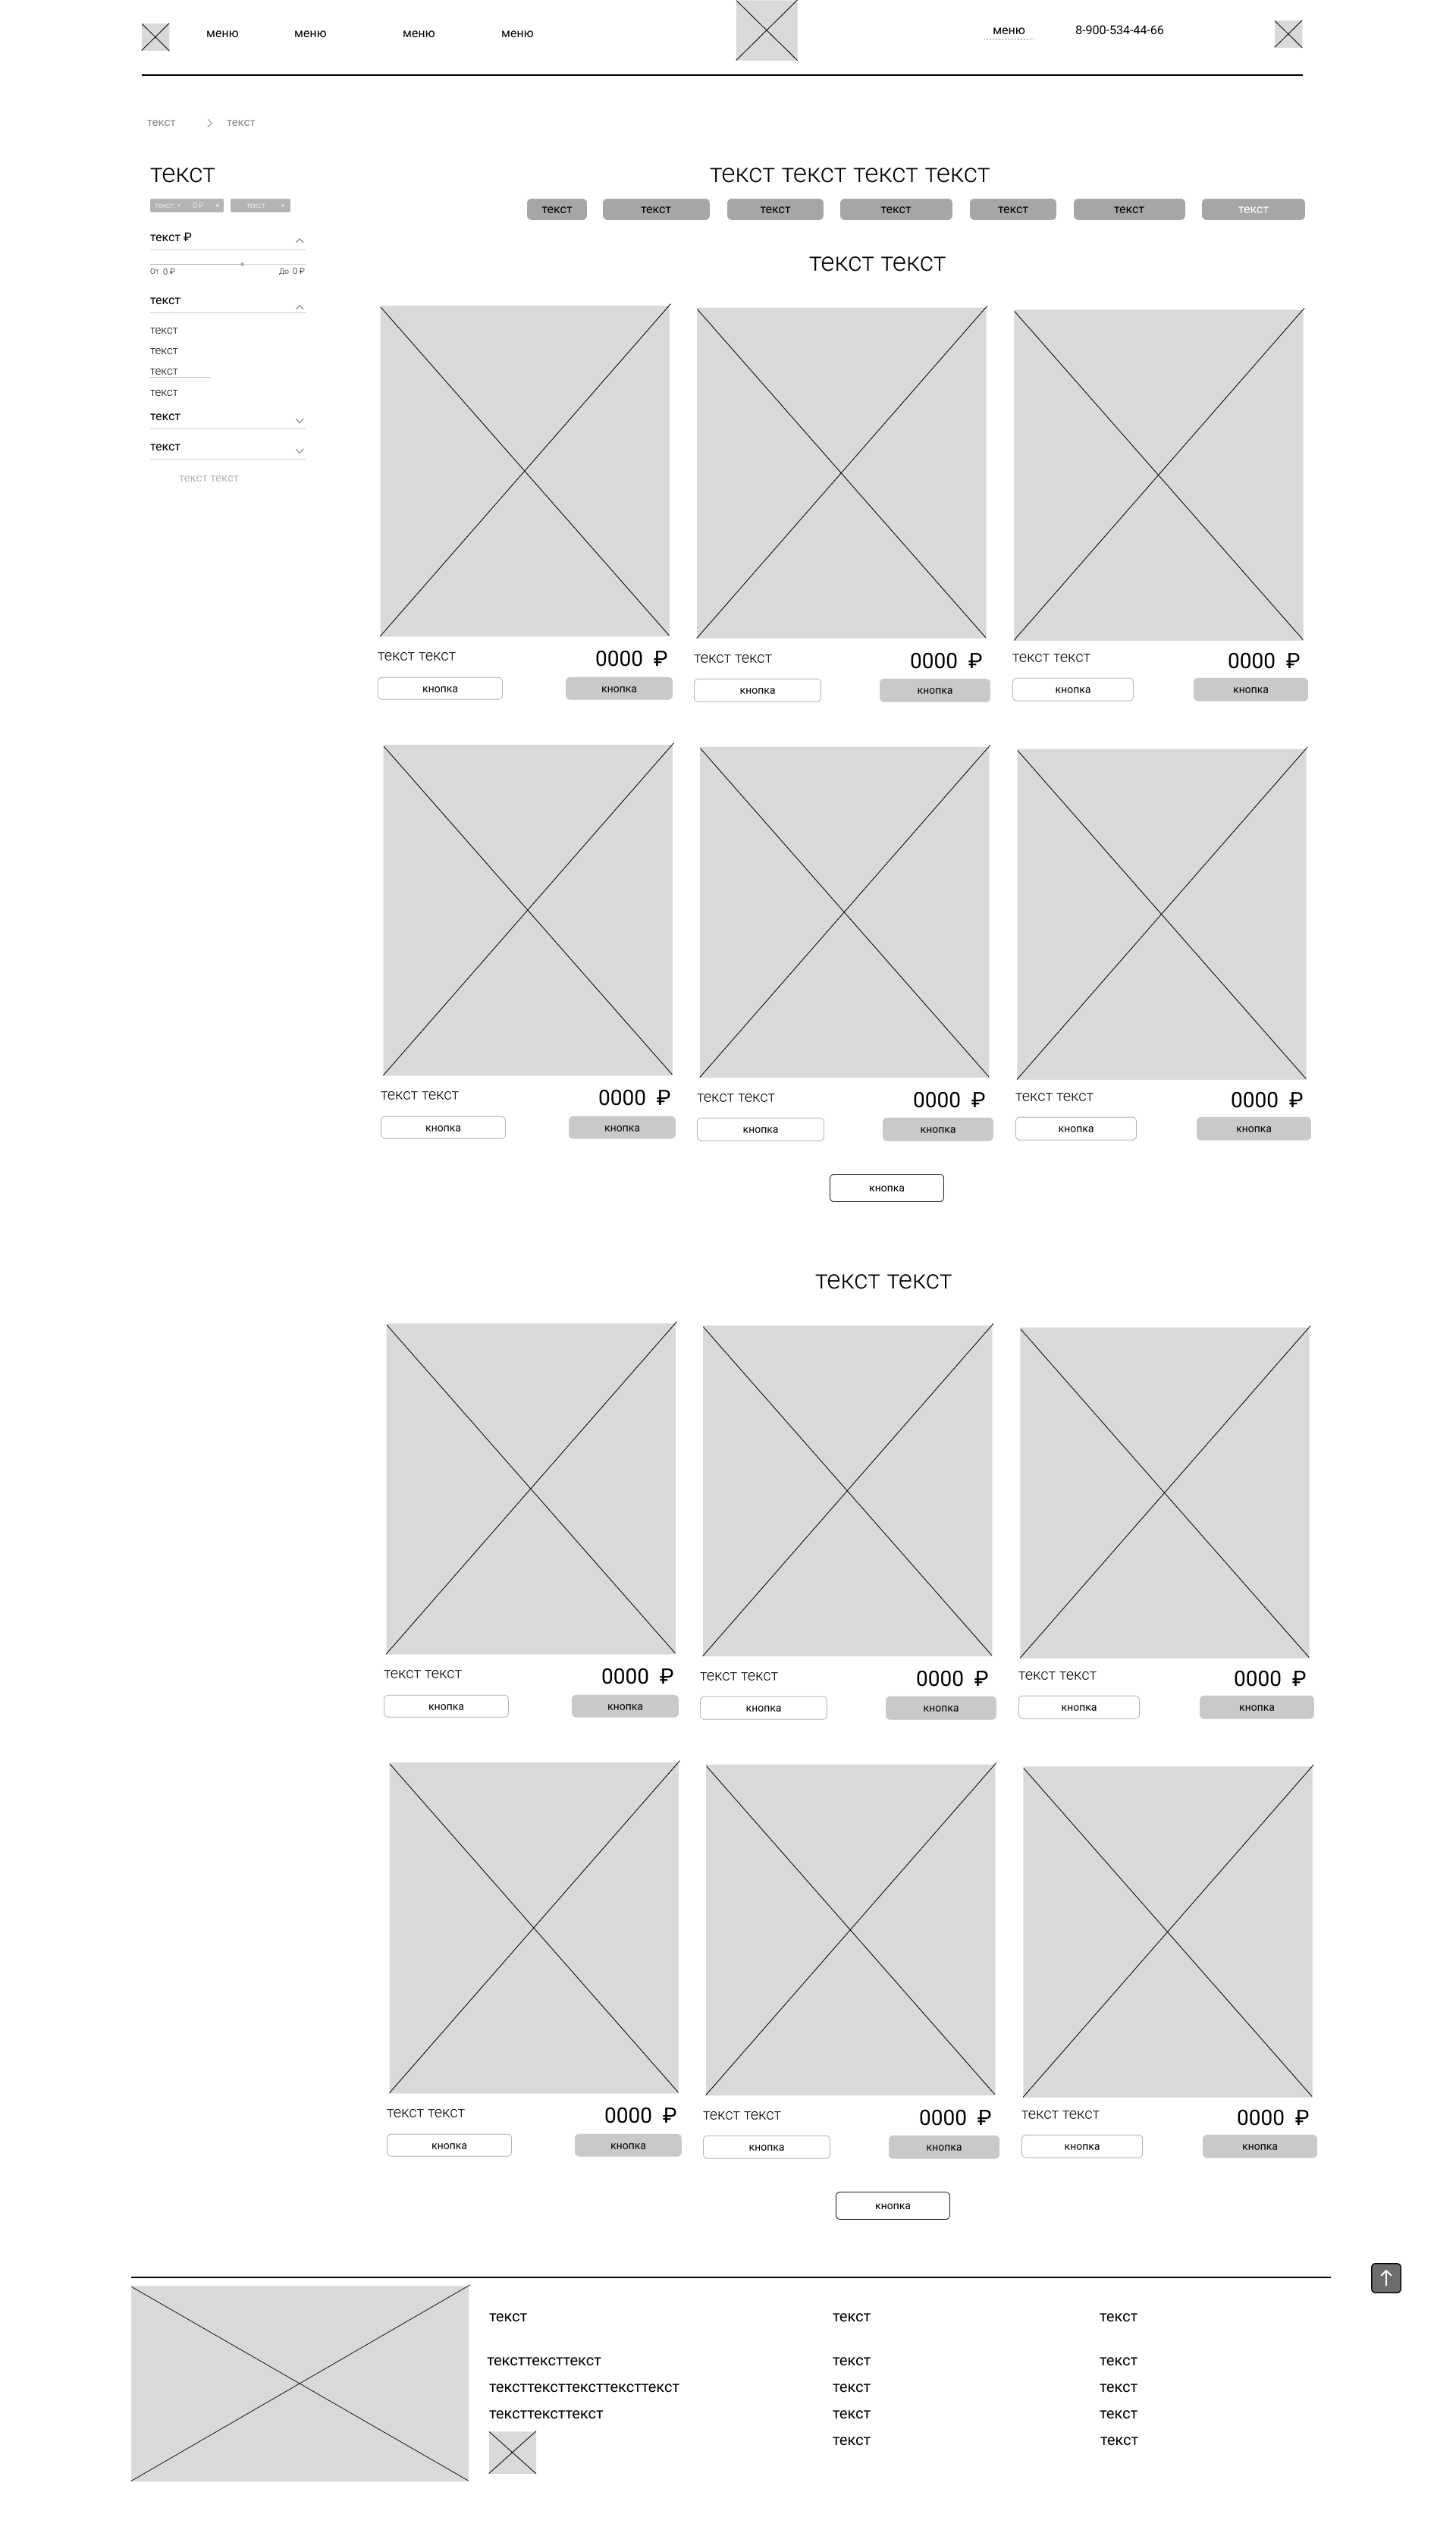 меню меню меню меню меню 8-900-534-44-66
текст > текст
текст
текст: < 0 ₽ × текст ×
текст ₽
От 0 ₽ До 0 ₽
текст
текст
текст
текст
текст
текст
текст
текст текст
текст текст текст текст
текст текст текст текст текст текст текст
текст текст
текст текст 0000 ₽ текст текст 0000 ₽ текст текст 0000 ₽
кнопка кнопка кнопка кнопка кнопка кнопка
текст текст 0000 ₽ текст текст 0000 ₽ текст текст 0000 ₽
кнопка кнопка кнопка кнопка кнопка кнопка
кнопка
текст текст
текст текст 0000 ₽ текст текст 0000 ₽ текст текст 0000 ₽
кнопка кнопка кнопка кнопка кнопка кнопка
текст текст 0000 ₽ текст текст 0000 ₽ текст текст 0000 ₽
кнопка кнопка кнопка кнопка кнопка кнопка
кнопка
текст текст текст
тексттексттекст текст текст
тексттексттексттексттекст текст текст
тексттексттекст текст текст
текст текст